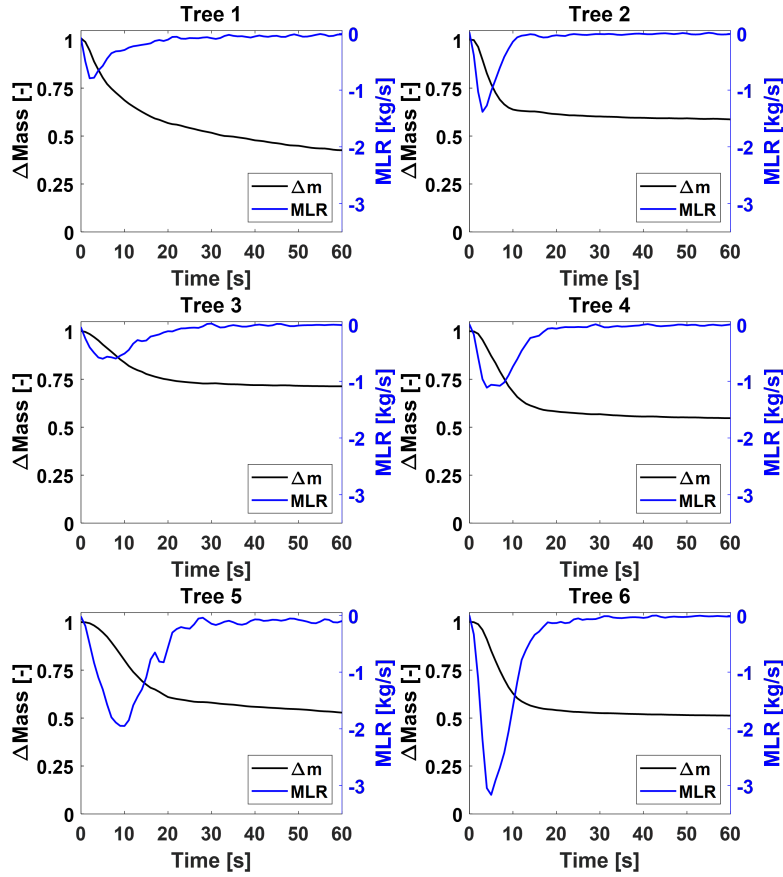 Tree 1
Tree 2
1
0.75
0.5
0.25
0
ΔMass [-]
0
-1
-2
-3
MLR [kg/s]
Δm
MLR
0 10 20 30 40 50 60
Time [s]
1
0.75
0.5
0.25
0
ΔMass [-]
0
-1
-2
-3
MLR [kg/s]
Δm
MLR
0 10 20 30 40 50 60
Time [s]
Tree 3
Tree 4
1
0.75
0.5
0.25
0
ΔMass [-]
0
-1
-2
-3
MLR [kg/s]
Δm
MLR
0 10 20 30 40 50 60
Time [s]
1
0.75
0.5
0.25
0
ΔMass [-]
0
-1
-2
-3
MLR [kg/s]
Δm
MLR
0 10 20 30 40 50 60
Time [s]
Tree 5
Tree 6
1
0.75
0.5
0.25
0
ΔMass [-]
0
-1
-2
-3
MLR [kg/s]
Δm
MLR
0 10 20 30 40 50 60
Time [s]
1
0.75
0.5
0.25
0
ΔMass [-]
0
-1
-2
-3
MLR [kg/s]
Δm
MLR
0 10 20 30 40 50 60
Time [s]